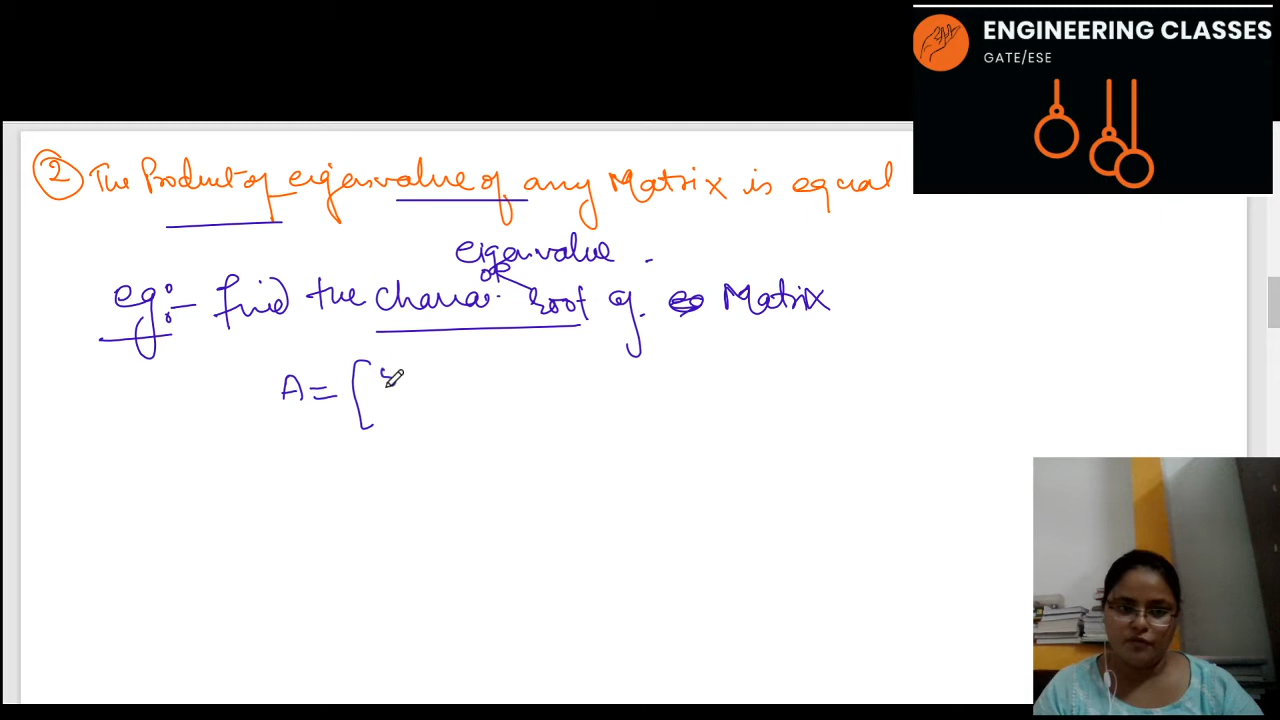 ENGINEERING CLASSES
GATE/ESE
② The Product of eigenvalue of any Matrix is equal
eigenvalue .
or
eg:- find the charac. root of Matrix
A = [